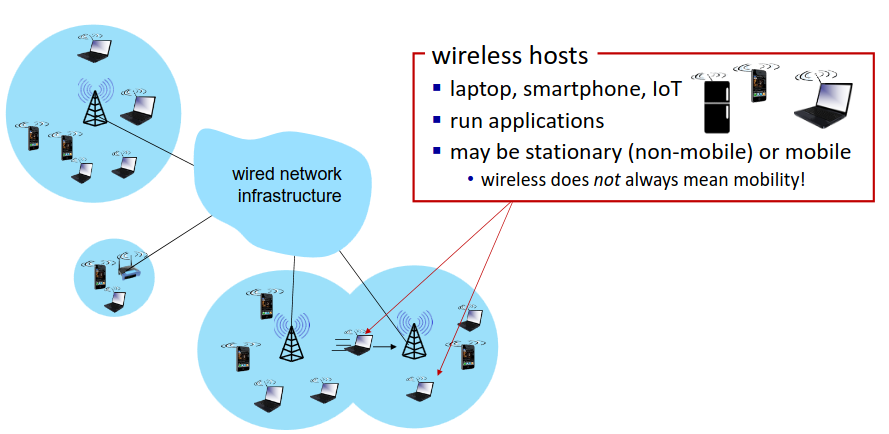 wireless hosts
▪ laptop, smartphone, IoT
▪ run applications
▪ may be stationary (non-mobile) or mobile
• wireless does not always mean mobility!
wired network
infrastructure